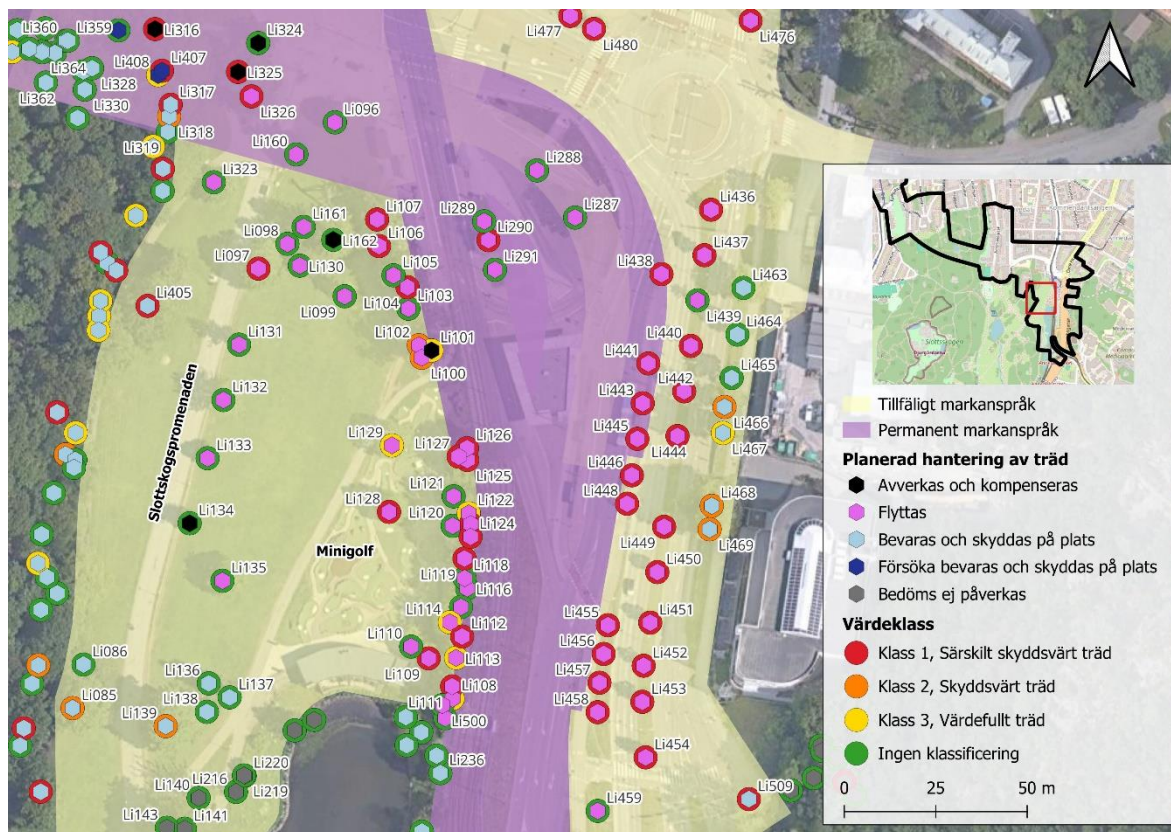 Li360
Li359
Li316
Li324
Li477
Li480
Li476
Li408
Li407
Li325
Li364
Li362
Li328
Li317
Li326
Li330
Li318
Li096
Li319
Li160
Li323
Li288
Li161
Li107
Li289
Li287
Li436
Li098
Li162
Li106
Li290
Li097
Li130
Li105
Li291
Li437
Li438
Li463
Li405
Li099
Li104
Li103
Li439
Li464
Li102
Li101
Li440
Li131
Li100
Li441
Li465
Li132
Li443
Li442
Li466
Li129
Li127
Li126
Li445
Li444
Li467
Li133
Li125
Li446
Li121
Li122
Li448
Li468
Li128
Li120
Li124
Li449
Li469
Li134
Slottskogspromenaden
Minigolf
Li118
Li450
Li135
Li119
Li116
Li114
Li112
Li455
Li451
Li110
Li113
Li456
Li109
Li452
Li086
Li136
Li137
Li108
Li457
Li085
Li138
Li111
Li458
Li453
Li139
Li500
Li236
Li454
Li220
Li216
Li140
Li219
Li459
Li509
Li143
Li141
Tillfäligt markanspråk
Permanent markanspråk
Planerad hantering av träd
Avverkas och kompenseras
Flyttas
Bevaras och skyddas på plats
Försöka bevaras och skyddas på plats
Bedöms ej påverkas
Värdeklass
Klass 1, Särskilt skyddsvärt träd
Klass 2, Skyddsvärt träd
Klass 3, Värdefullt träd
Ingen klassificering
0 25 50 m